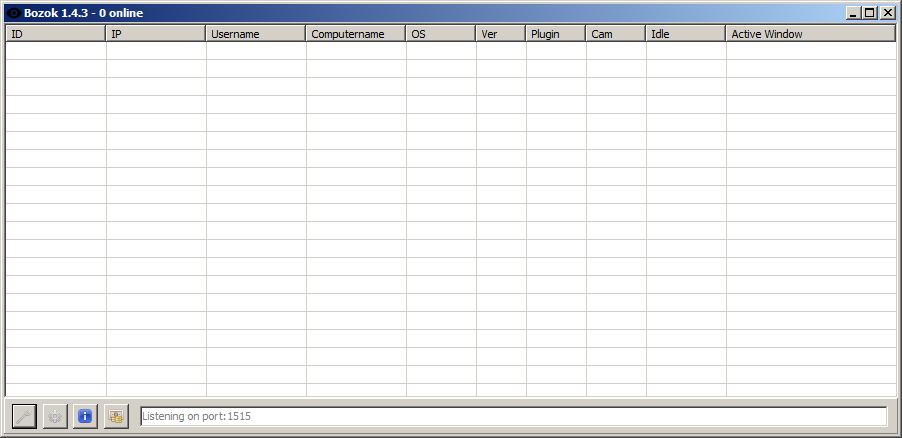 Bozok 1.4.3 - 0 online
ID IP Username Computername OS Ver Plugin Cam Idle Active Window
Listening on port:1515